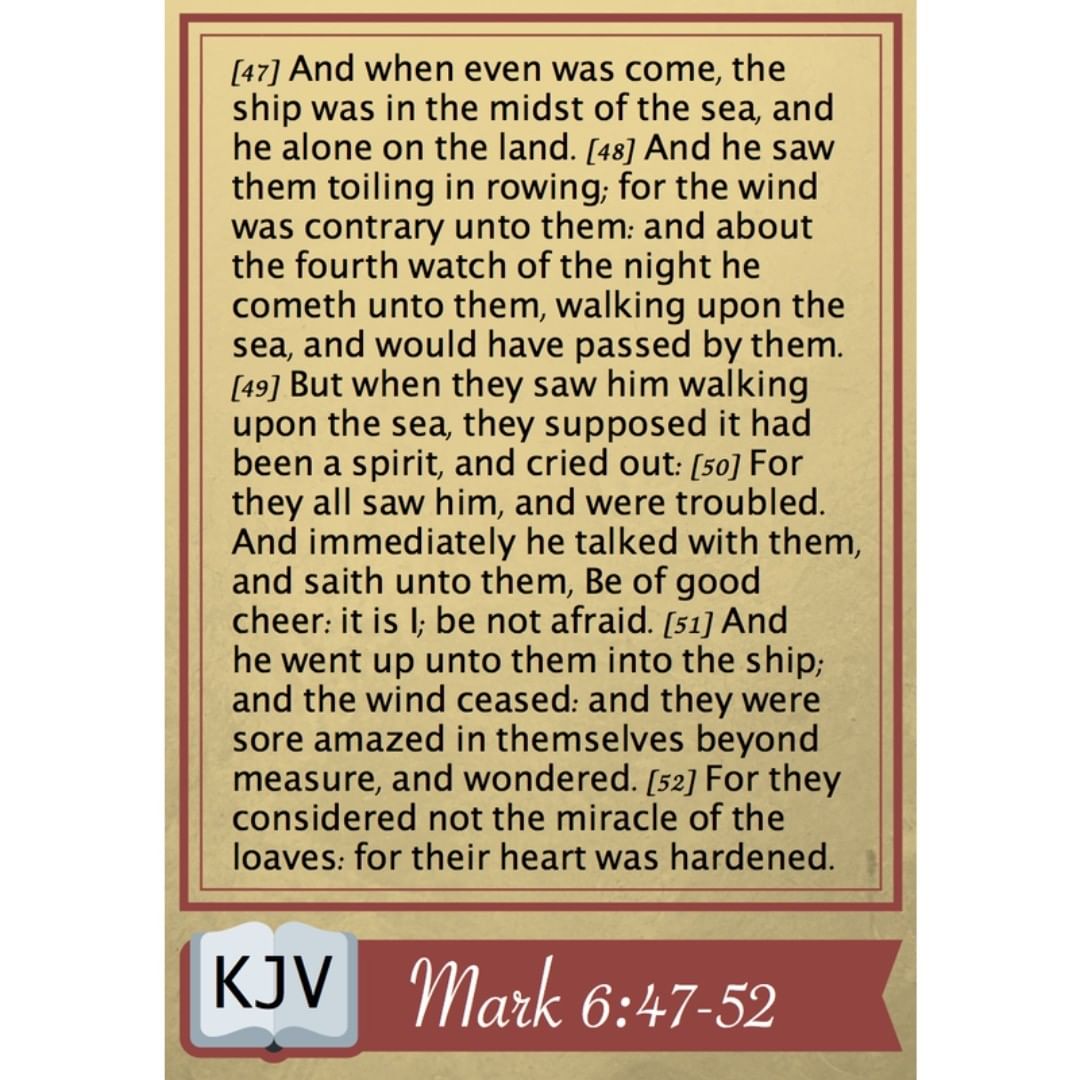 [47] And when even was come, the
ship was in the midst of the sea, and
he alone on the land. [48] And he saw
them toiling in rowing; for the wind
was contrary unto them: and about
the fourth watch of the night he
cometh unto them, walking upon the
sea, and would have passed by them.
[49] But when they saw him walking
upon the sea, they supposed it had
been a spirit, and cried out: [50] For
they all saw him, and were troubled.
And immediately he talked with them,
and saith unto them, Be of good
cheer: it is I; be not afraid. [51] And
he went up unto them into the ship;
and the wind ceased: and they were
sore amazed in themselves beyond
measure, and wondered. [52] For they
considered not the miracle of the
loaves: for their heart was hardened.
KJV
Mark 6:47-52